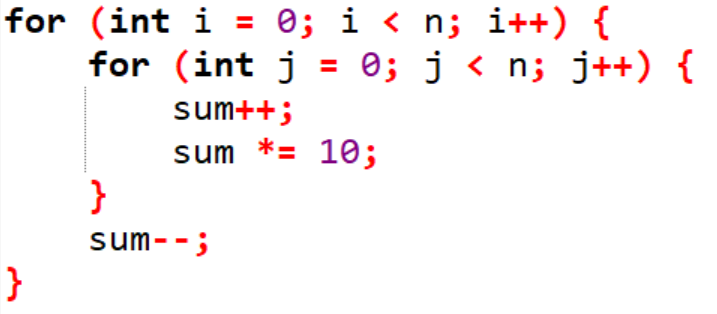 for (int i = 0; i < n; i++) {
    for (int j = 0; j < n; j++) {
        sum++;
        sum *= 10;
    }
    sum--;
}